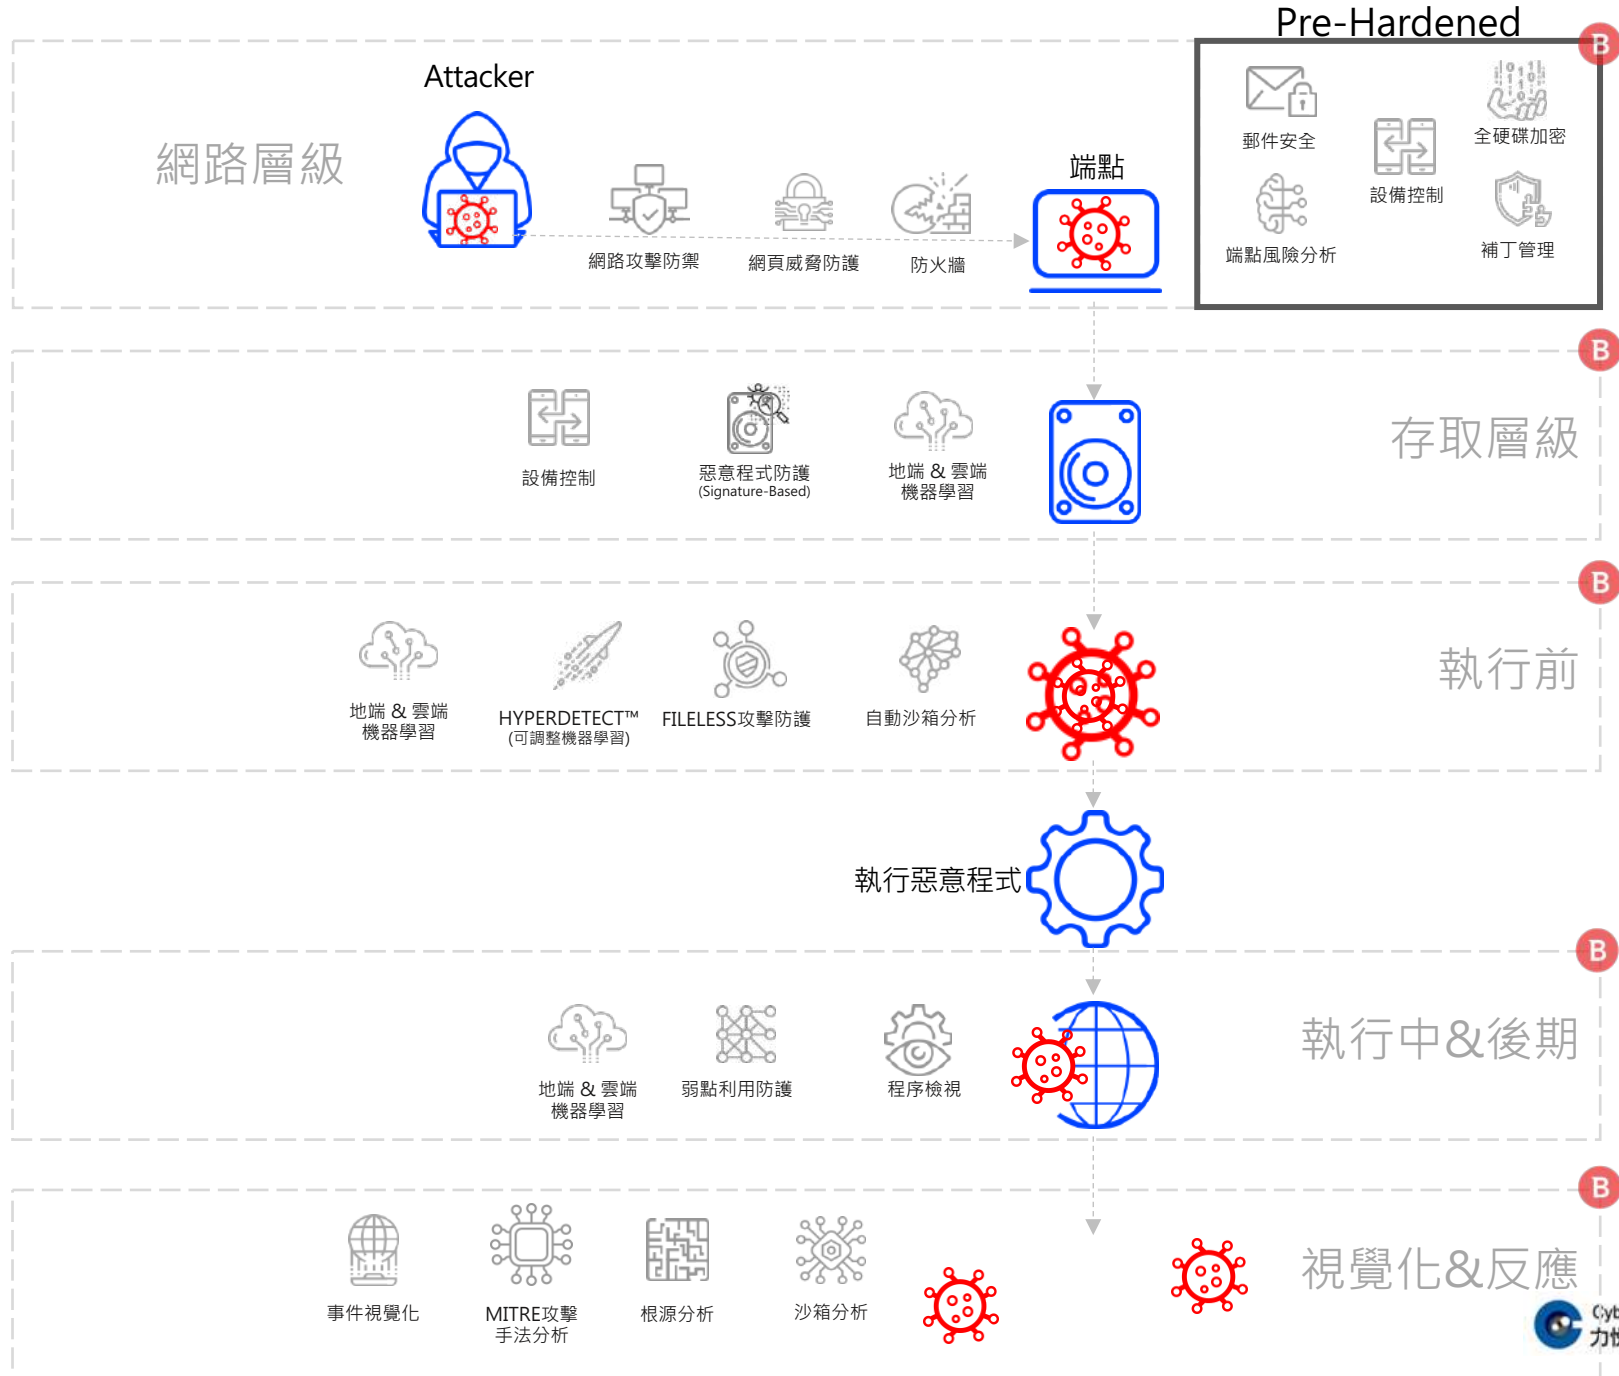 Pre-Hardened
B
Attacker
網路層級
郵件安全
全硬碟加密
設備控制
端點風險分析
補丁管理
端點
網路攻擊防禦
網頁威脅防護
防火牆
B
存取層級
設備控制
惡意程式防護
(Signature-Based)
地端 & 雲端
機器學習
B
執行前
地端 & 雲端
機器學習
HYPERDETECT™
(可調整機器學習)
FILELESS攻擊防護
自動沙箱分析
執行惡意程式
B
執行中&後期
地端 & 雲端
機器學習
弱點利用防護
程序檢視
B
視覺化&反應
事件視覺化
MITRE攻擊
手法分析
根源分析
沙箱分析
Cyb
力